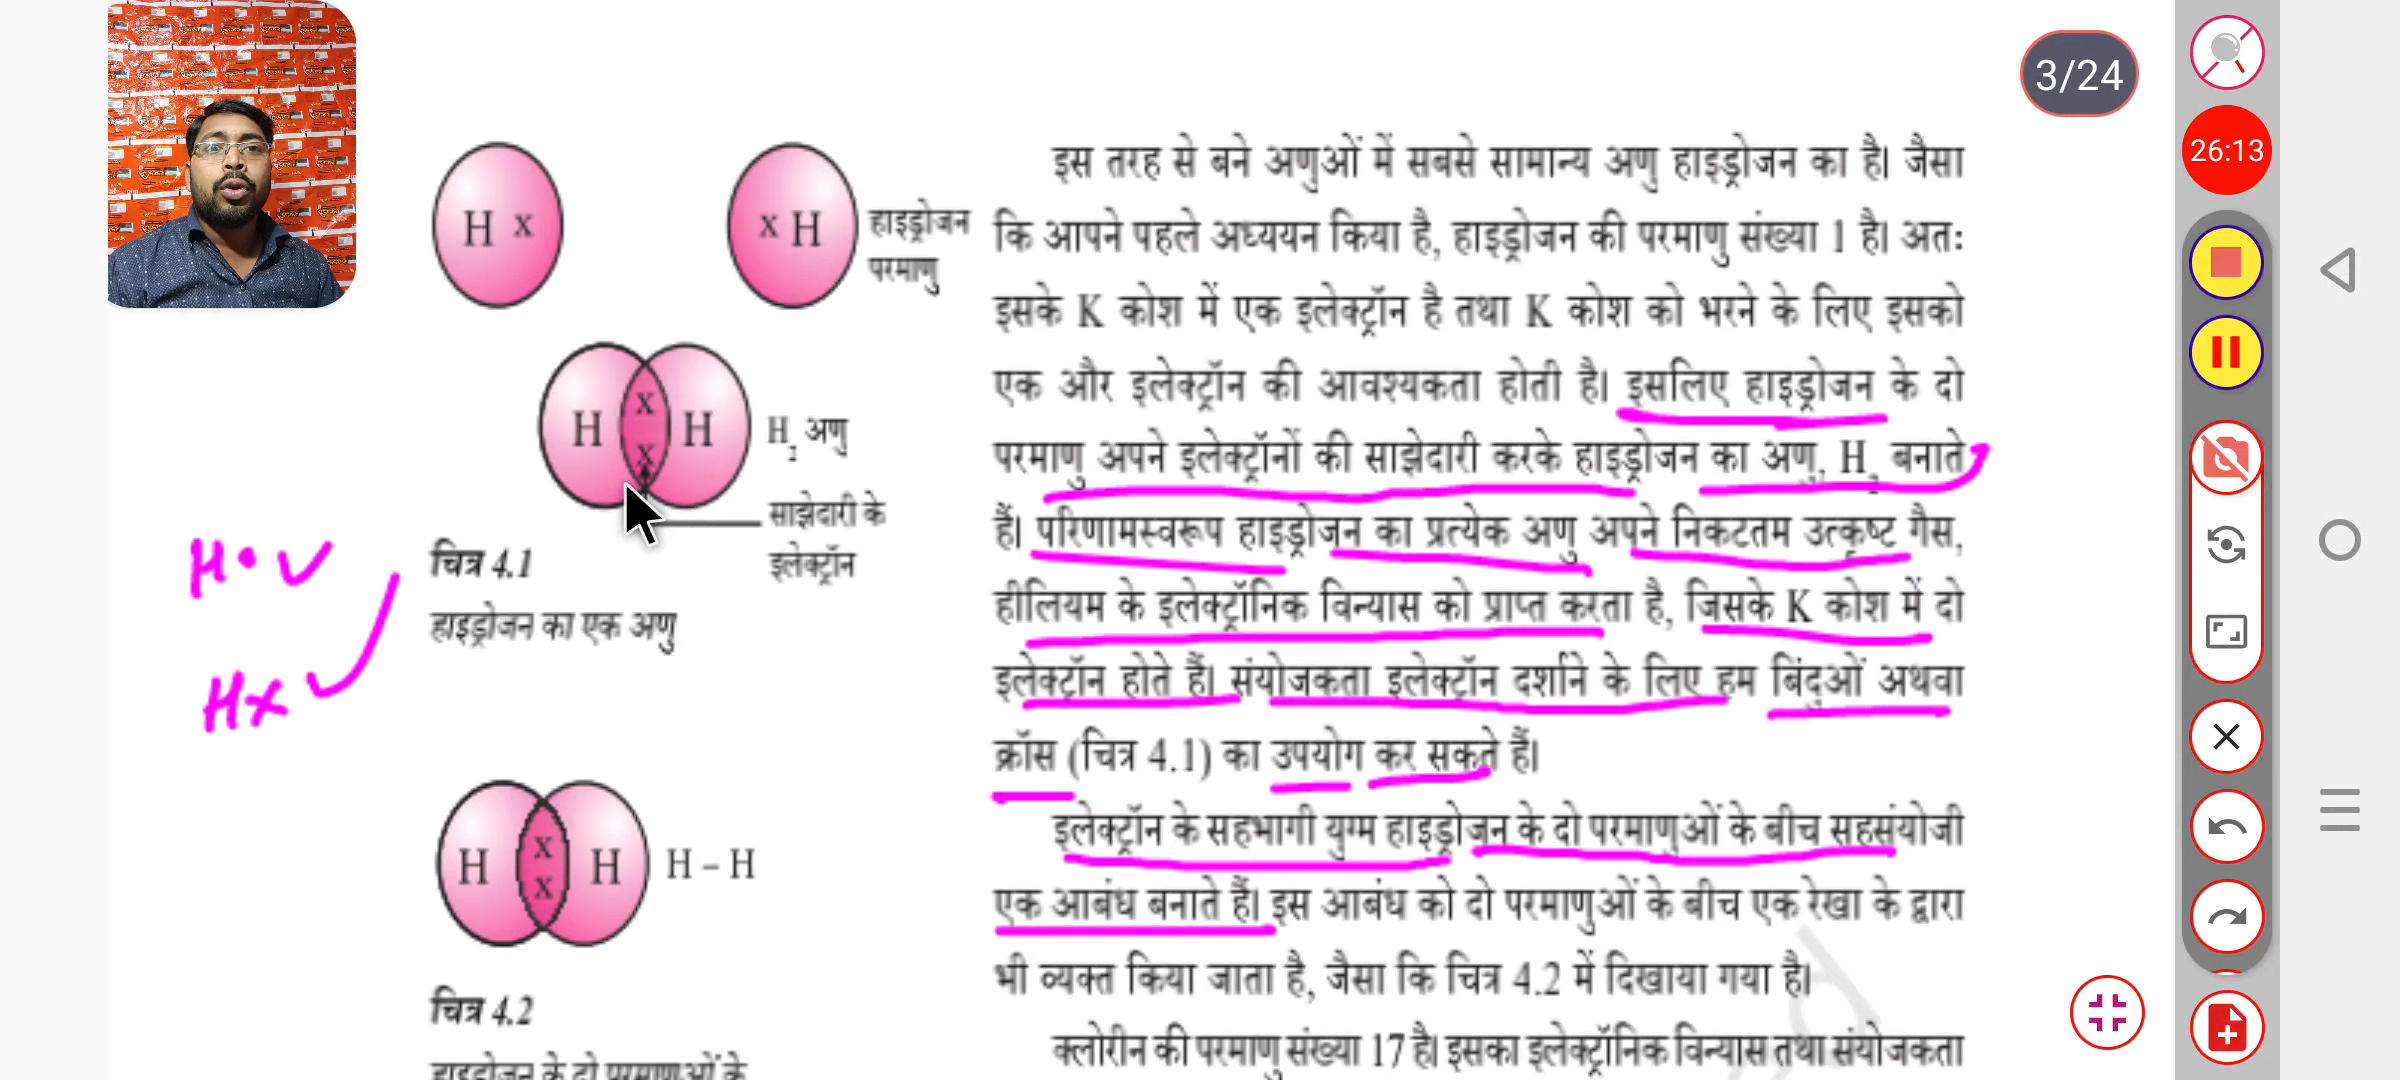 3/24
26:13
H x
x H
हाइड्रोजन
परमाणु
H x x H
H₂ अणु
साझेदारी के
इलेक्ट्रॉन
चित्र 4.1
हाइड्रोजन का एक अणु
H•
Hx
H x x H
H – H
चित्र 4.2
हाइड्रोजन के दो परमाणुओं के
इस तरह से बने अणुओं में सबसे सामान्य अणु हाइड्रोजन का है। जैसा
कि आपने पहले अध्ययन किया है, हाइड्रोजन की परमाणु संख्या 1 है। अतः
इसके K कोश में एक इलेक्ट्रॉन है तथा K कोश को भरने के लिए इसको
एक और इलेक्ट्रॉन की आवश्यकता होती है। इसलिए हाइड्रोजन के दो
परमाणु अपने इलेक्ट्रॉनों की साझेदारी करके हाइड्रोजन का अणु, H₂ बनाते
हैं। परिणामस्वरूप हाइड्रोजन का प्रत्येक अणु अपने निकटतम उत्कृष्ट गैस,
हीलियम के इलेक्ट्रॉनिक विन्यास को प्राप्त करता है, जिसके K कोश में दो
इलेक्ट्रॉन होते हैं। संयोजकता इलेक्ट्रॉन दर्शाने के लिए हम बिंदुओं अथवा
क्रॉस (चित्र 4.1) का उपयोग कर सकते हैं।
इलेक्ट्रॉन के सहभागी युग्म हाइड्रोजन के दो परमाणुओं के बीच सहसंयोजी
एक आबंध बनाते हैं। इस आबंध को दो परमाणुओं के बीच एक रेखा के द्वारा
भी व्यक्त किया जाता है, जैसा कि चित्र 4.2 में दिखाया गया है।
क्लोरीन की परमाणु संख्या 17 है। इसका इलेक्ट्रॉनिक विन्यास तथा संयोजकता